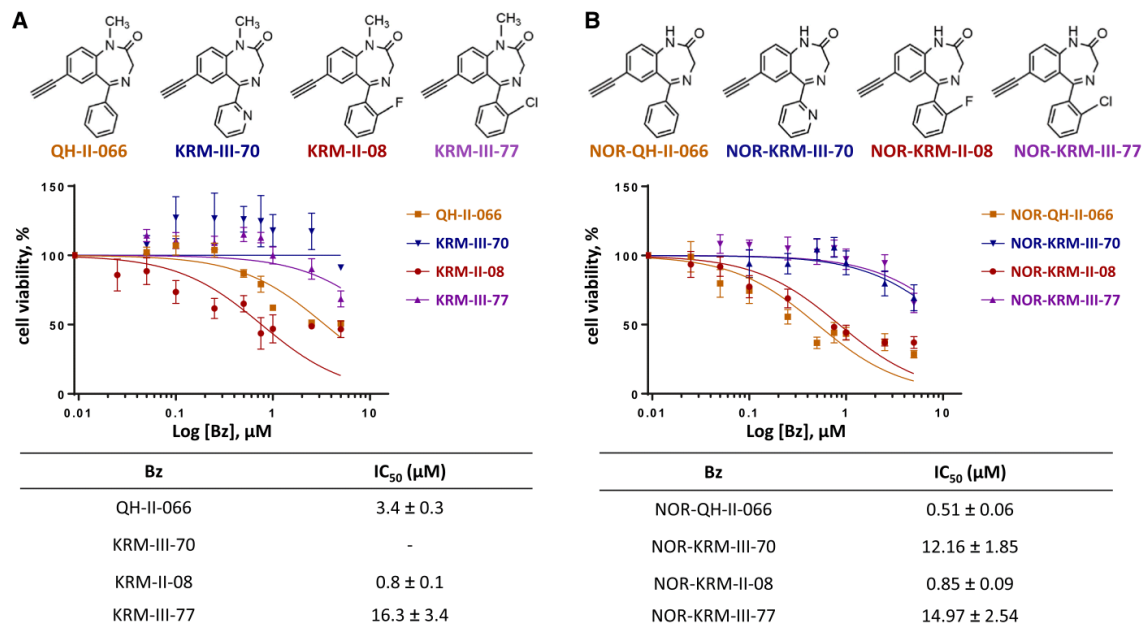 A
CH₃
N
O
N
CH₃
N
O
N
N
CH₃
N
O
N
F
CH₃
N
O
N
Cl
QH-II-066
KRM-III-70
KRM-II-08
KRM-III-77
150
100
50
0
cell viability, %
0.01
0.1
1
10
Log [Bz], µM
QH-II-066
KRM-III-70
KRM-II-08
KRM-III-77
Bz IC₅₀ (µM)
QH-II-066 3.4 ± 0.3
KRM-III-70 -
KRM-II-08 0.8 ± 0.1
KRM-III-77 16.3 ± 3.4
B
H
N
O
N
H
N
O
N
N
H
N
O
N
F
H
N
O
N
Cl
NOR-QH-II-066
NOR-KRM-III-70
NOR-KRM-II-08
NOR-KRM-III-77
150
100
50
0
cell viability, %
0.01
0.1
1
10
Log [Bz], µM
NOR-QH-II-066
NOR-KRM-III-70
NOR-KRM-II-08
NOR-KRM-III-77
Bz IC₅₀ (µM)
NOR-QH-II-066 0.51 ± 0.06
NOR-KRM-III-70 12.16 ± 1.85
NOR-KRM-II-08 0.85 ± 0.09
NOR-KRM-III-77 14.97 ± 2.54